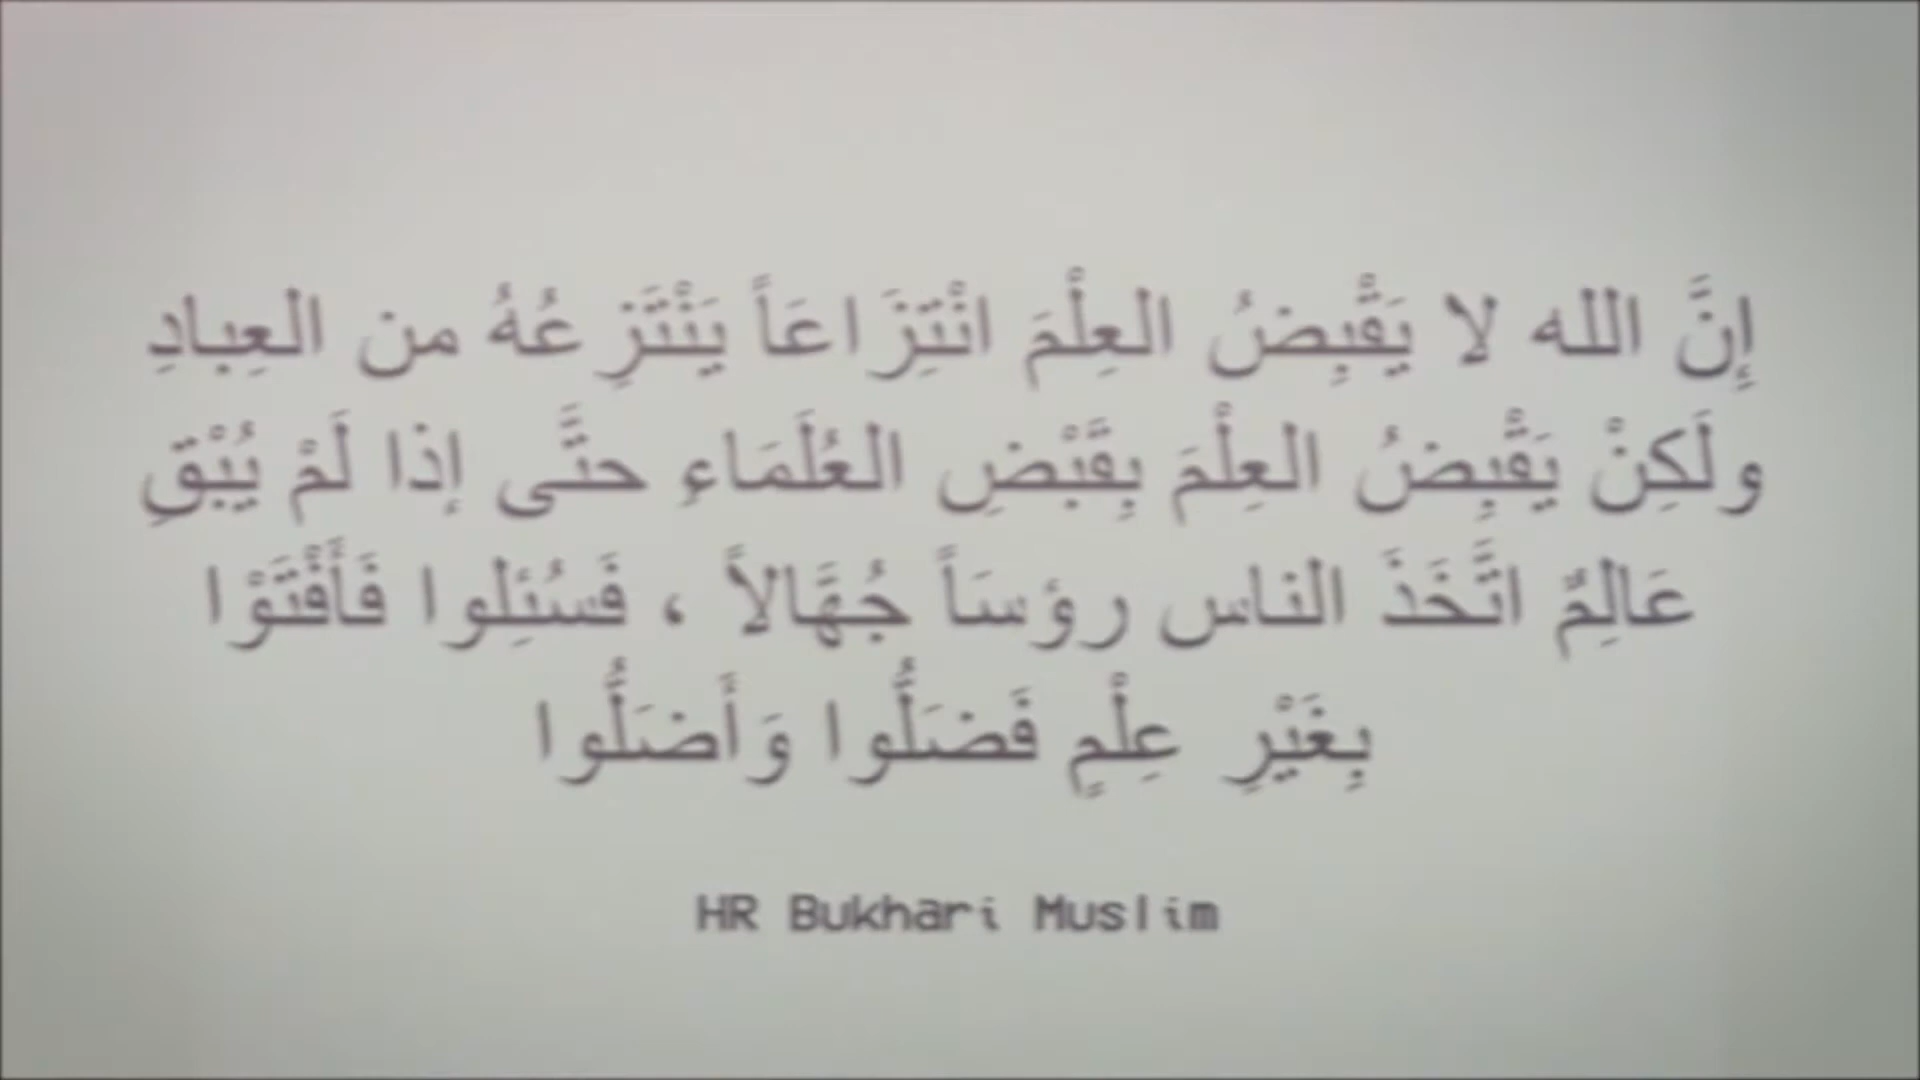 إِنَّ الله لا يَقْبِضُ العِلْمَ انْتِزَاعَاً يَنْتَزِعُهُ من العِبادِ
ولَكِنْ يَقْبِضُ العِلْمَ بِقَبْضِ العُلَمَاءِ حتَّى إذا لَمْ يُبْقِ
عَالِمٌ اتَّخَذَ الناس رؤسَاً جُهَّالاً ، فَسُئِلوا فَأَفْتَوْا
بِغَيْرِ عِلْمٍ فَضَلُّوا وَأَضَلُّوا
HR Bukhari Muslim